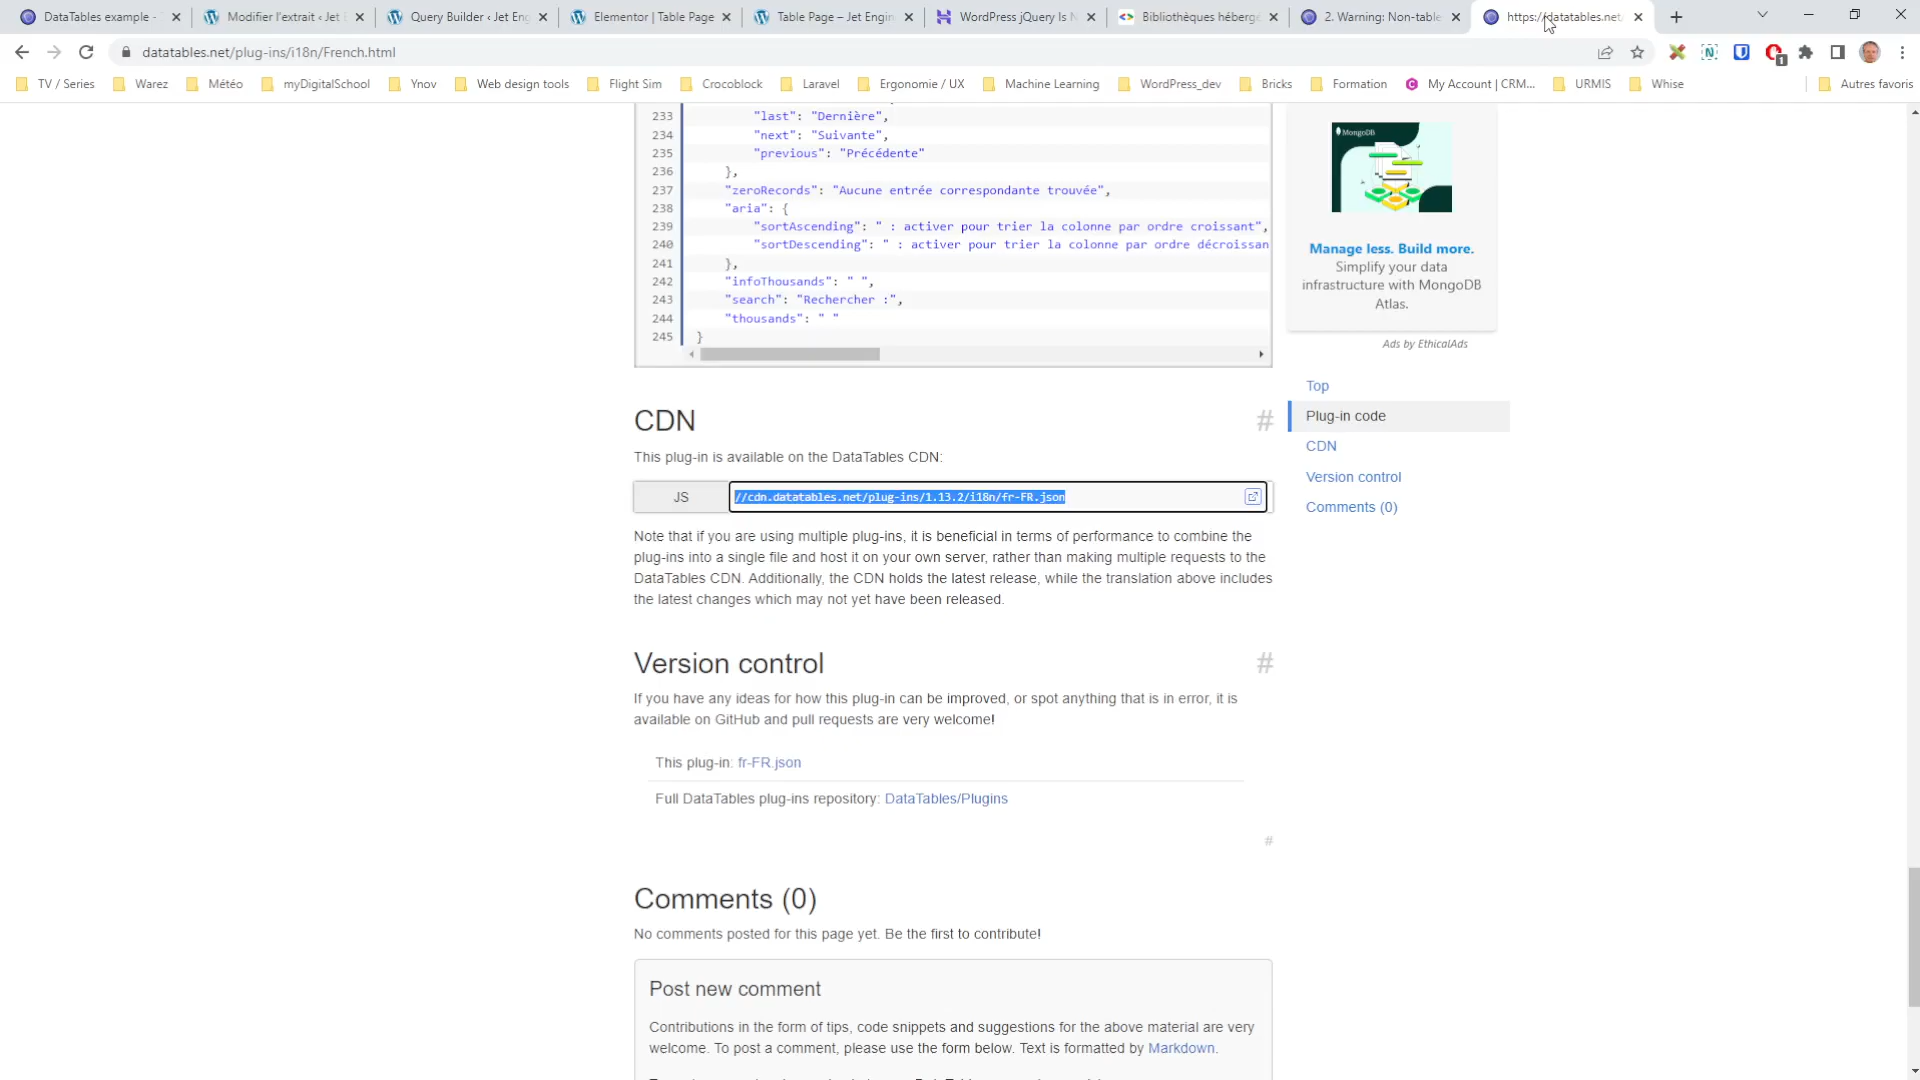 DataTables example -
Modifier l'extrait ‹ Jet E
Query Builder ‹ Jet Eng
Elementor | Table Page
Table Page – Jet Engin
WordPress jQuery Is N
Bibliothèques héberg
2. Warning: Non-table
https://datatables.net
datatables.net/plug-ins/i18n/French.html
1
TV / Series
Warez
Météo
myDigitalSchool
Ynov
Web design tools
Flight Sim
Crocoblock
Laravel
Ergonomie / UX
Machine Learning
WordPress_dev
Bricks
Formation
My Account | CRM...
URMIS
Whise
Autres favoris
233 "last": "Dernière",
234 "next": "Suivante",
235 "previous": "Précédente"
236 },
237 "zeroRecords": "Aucune entrée correspondante trouvée",
238 "aria": {
239 "sortAscending": " : activer pour trier la colonne par ordre croissant",
240 "sortDescending": " : activer pour trier la colonne par ordre décroissan
241 },
242 "infoThousands": " ",
243 "search": "Rechercher :",
244 "thousands": " "
245 }
MongoDB
Manage less. Build more.
Simplify your data
infrastructure with MongoDB
Atlas.
Ads by EthicalAds
Top
Plug-in code
CDN
Version control
Comments (0)
CDN #
This plug-in is available on the DataTables CDN:
JS //cdn.datatables.net/plug-ins/1.13.2/i18n/fr-FR.json
Note that if you are using multiple plug-ins, it is beneficial in terms of performance to combine the
plug-ins into a single file and host it on your own server, rather than making multiple requests to the
DataTables CDN. Additionally, the CDN holds the latest release, while the translation above includes
the latest changes which may not yet have been released.
Version control #
If you have any ideas for how this plug-in can be improved, or spot anything that is in error, it is
available on GitHub and pull requests are very welcome!
This plug-in: fr-FR.json
Full DataTables plug-ins repository: DataTables/Plugins
#
Comments (0)
No comments posted for this page yet. Be the first to contribute!
Post new comment
Contributions in the form of tips, code snippets and suggestions for the above material are very
welcome. To post a comment, please use the form below. Text is formatted by Markdown.